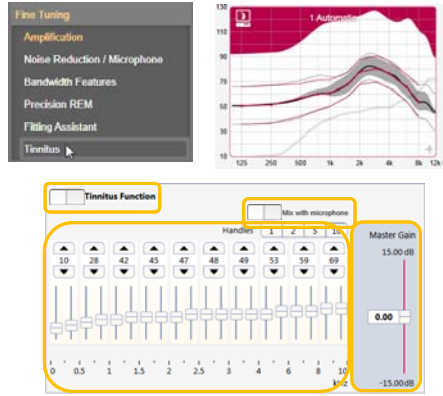 Fine Tuning
Amplification
Noise Reduction / Microphone
Bandwidth Features
Precision REM
Fitting Assistant
Tinnitus
1 Automatic
130
110
90
70
50
30
10
125 250 500 1k 2k 4k 8k 12k
Tinnitus Function
Mix with microphone
Handles 1 2 5 10
Master Gain
15.00 dB
10 28 42 45 47 48 49 53 59 69
0.00
0 0.5 1 1.5 2 2.5 3 4 6 8 10
kHz
-15.00dB